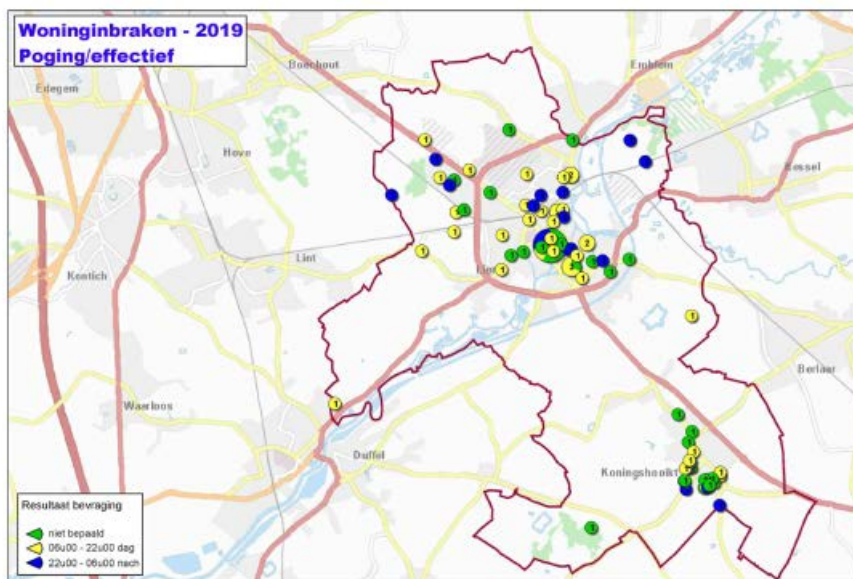 Woninginbraken - 2019
Poging/effectief
Boechout
Emblem
Edegem
Hove
Kessel
Kontich
Lint
Lier
Berlaar
Waarloos
Duffel
Koningshooikt
Resultaat bevraging
niet bepaald
06u00 - 22u00 dag
22u00 - 06u00 nach